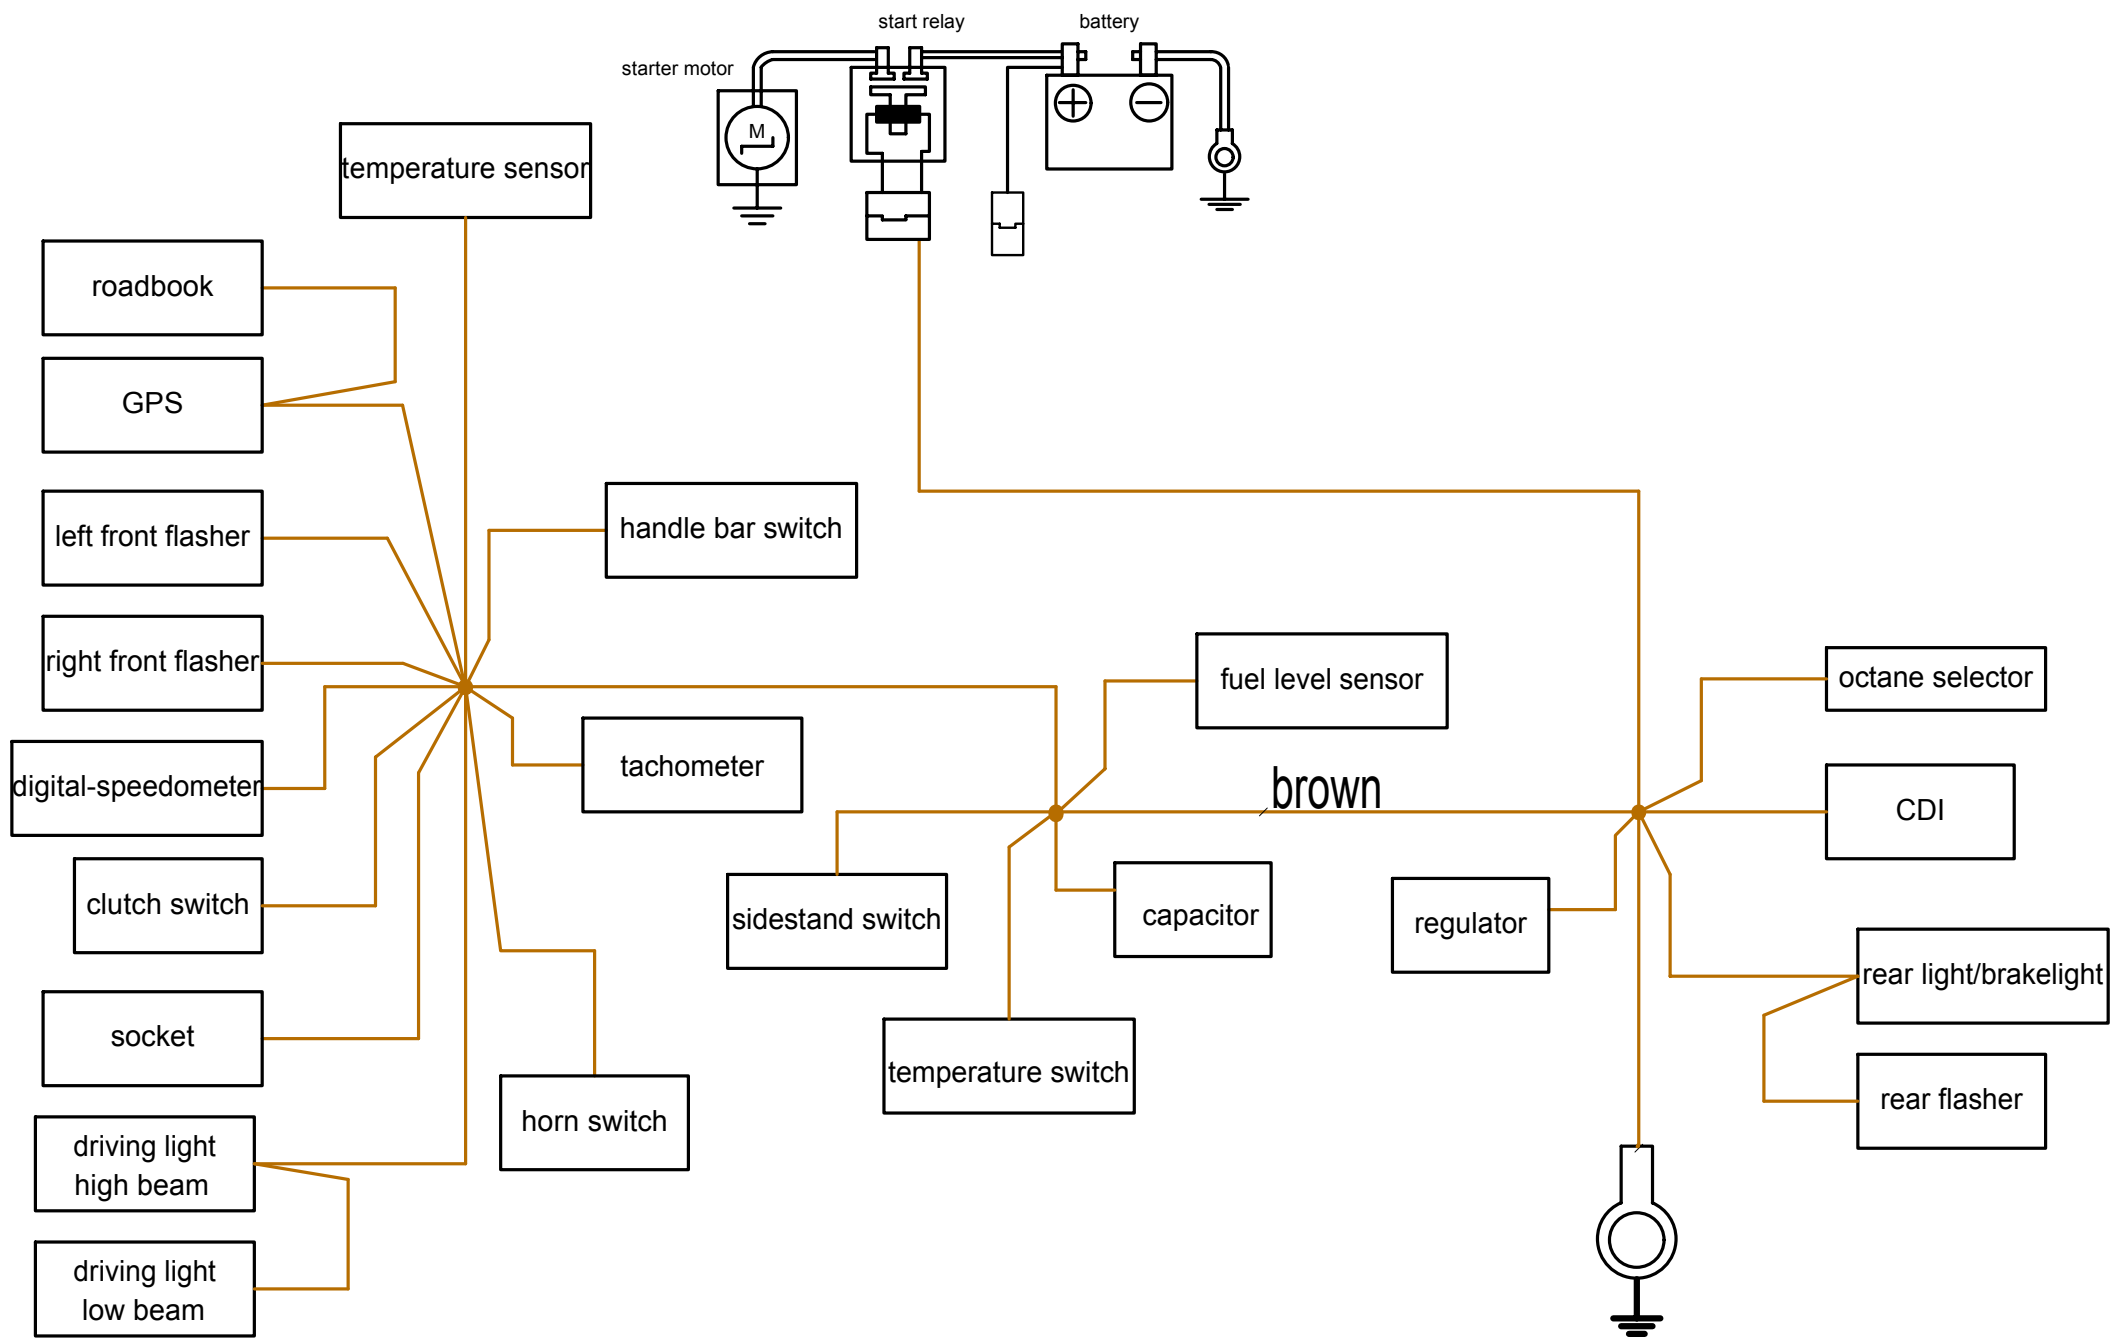 start relay
battery
starter motor
M
temperature sensor
roadbook
GPS
left front flasher
handle bar switch
right front flasher
fuel level sensor
octane selector
digital-speedometer
tachometer
brown
CDI
clutch switch
sidestand switch
capacitor
regulator
rear light/brakelight
socket
temperature switch
rear flasher
horn switch
driving light
high beam
driving light
low beam